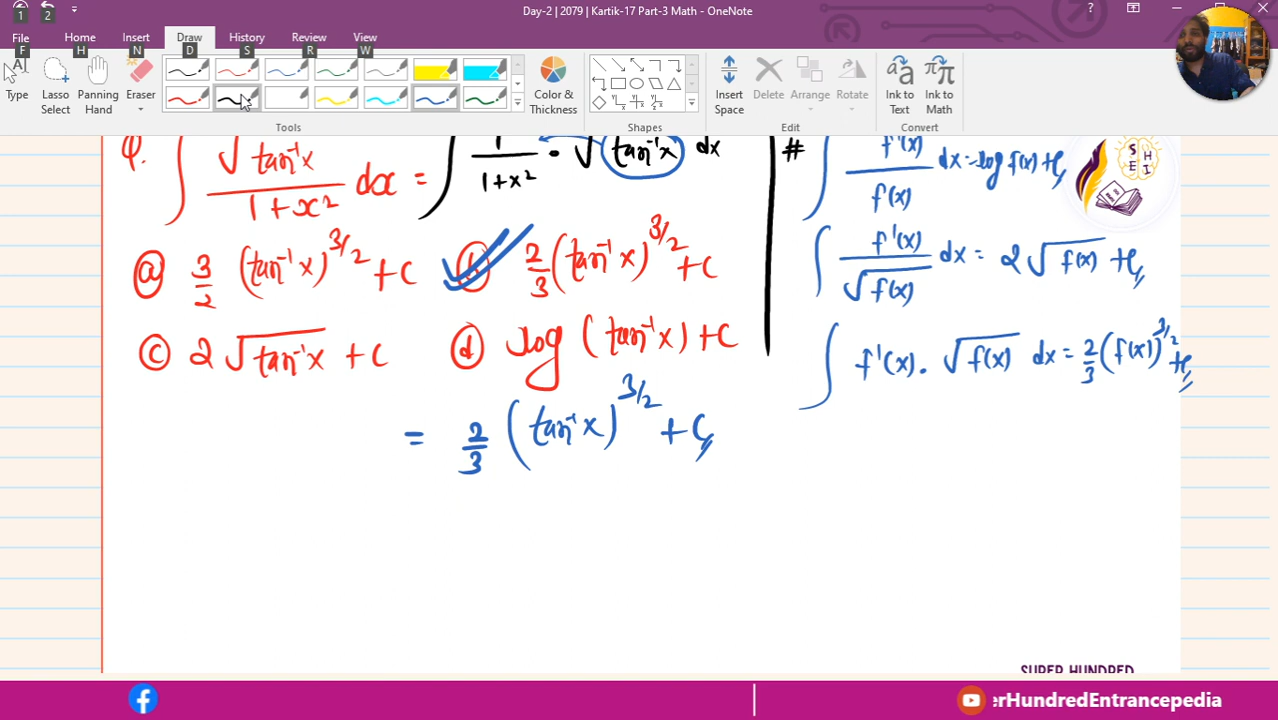 1 2
Day-2 | 2079 | Kartik-17 Part-3 Math - OneNote
File Home Insert Draw History Review View
F H N D S R W
Type Lasso Select Panning Hand Eraser Color & Thickness Insert Space Delete Arrange Rotate Ink to Text Ink to Math
Tools Shapes Edit Convert
Q. ∫ √(tan⁻¹x) / (1+x²) dx = ∫ 1/(1+x²) · √(tan⁻¹x) dx
(a) 3/2 (tan⁻¹x)^3/2 + C (b) 2/3 (tan⁻¹x)^3/2 + C
(c) 2√(tan⁻¹x) + C (d) log (tan⁻¹x) + C
= 2/3 (tan⁻¹x)^3/2 + C
# ∫ f'(x)/f(x) dx = log f(x) + C
∫ f'(x)/√f(x) dx = 2√f(x) + C
∫ f'(x) · √f(x) dx = 2/3 (f(x))^3/2 + C
S H
E I
SUPER HUNDRED
erHundredEntrancepedia